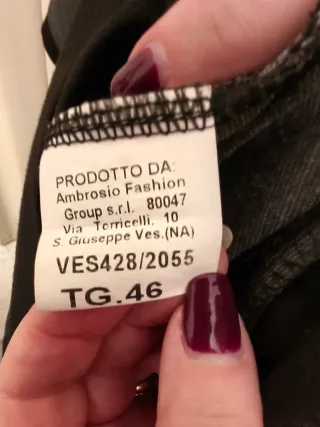 PRODOTTO DA:
Ambrosio Fashion
Group s.r.l. 80047
Via Torricelli, 10
S. Giuseppe Ves.(NA)
VES428/2055
TG.46